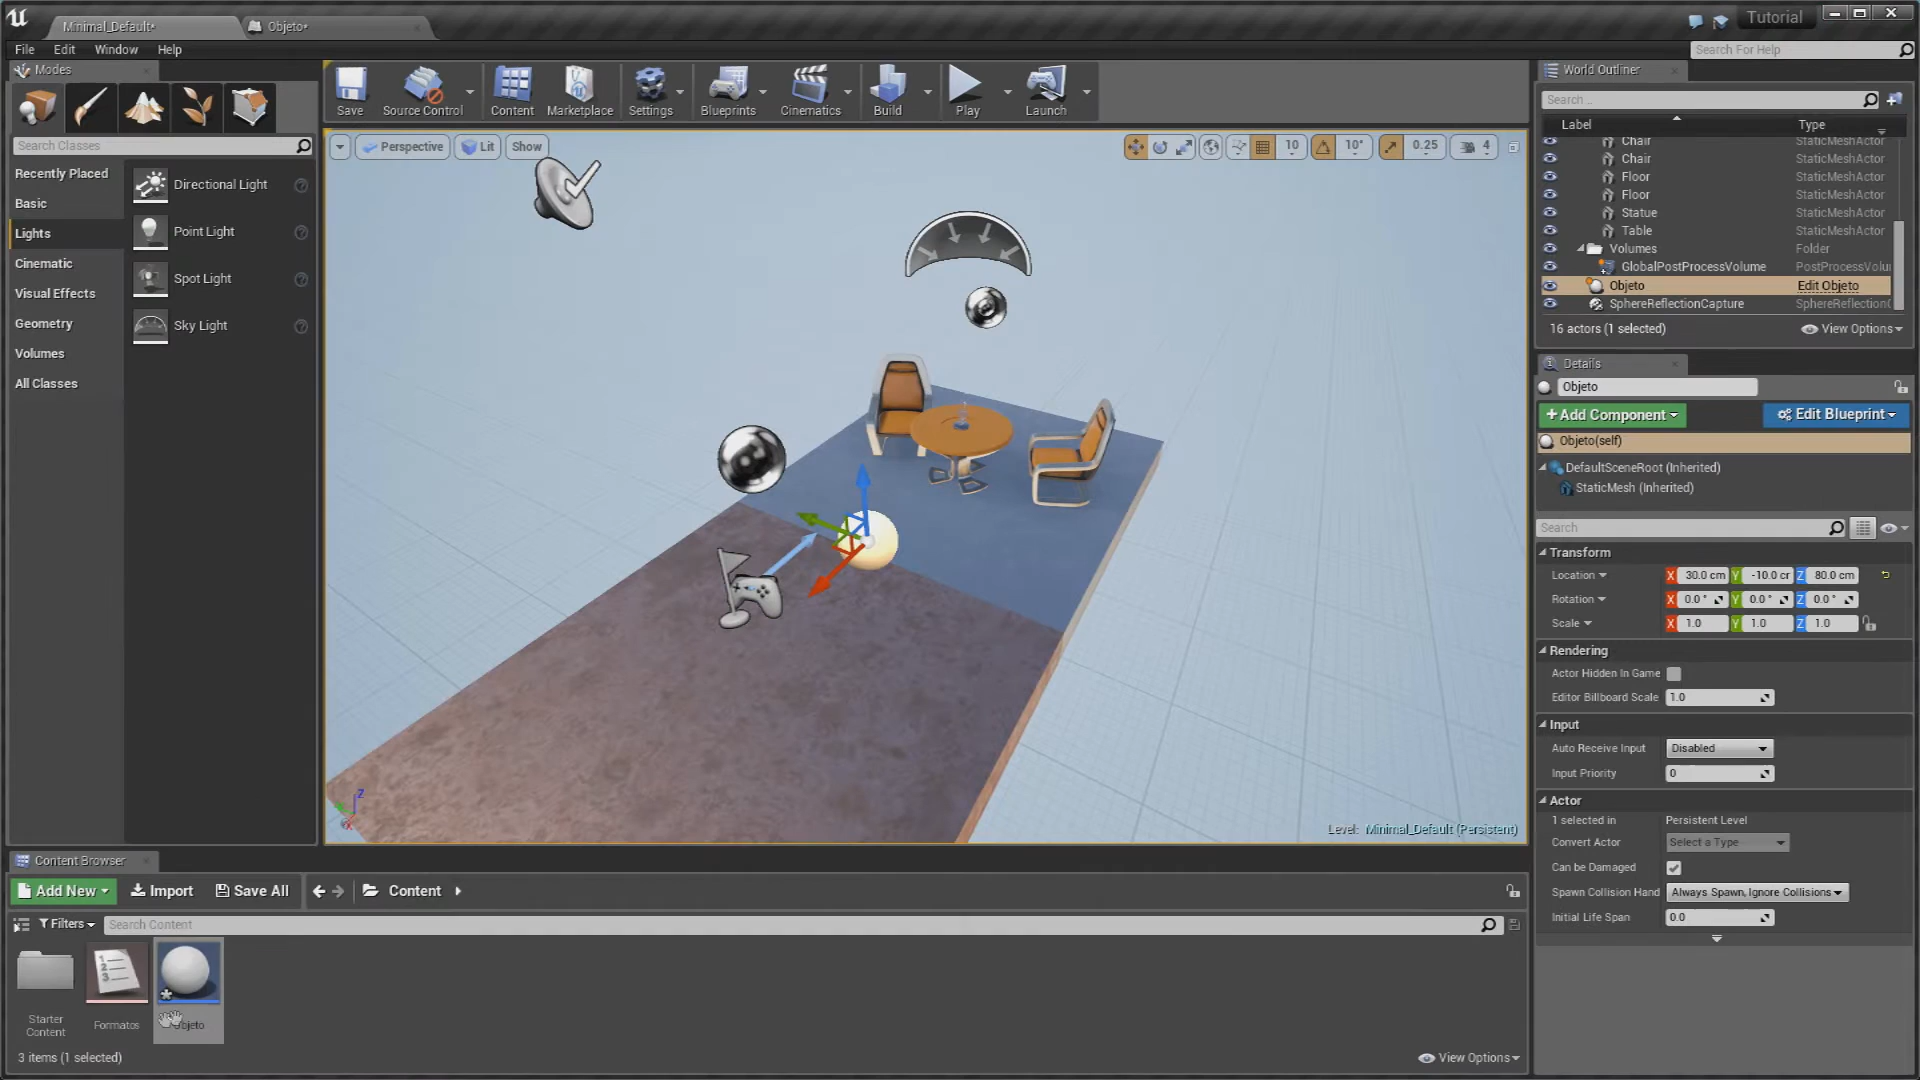 Minimal_Default*
Objeto*
Tutorial
File Edit Window Help
Search For Help
Modes
Search Classes
Recently Placed
Basic
Lights
Cinematic
Visual Effects
Geometry
Volumes
All Classes
Directional Light
Point Light
Spot Light
Sky Light
Save
Source Control
Content
Marketplace
Settings
Blueprints
Cinematics
Build
Play
Launch
Perspective
Lit
Show
10
10°
0.25
4
Level: Minimal_Default (Persistent)
World Outliner
Search...
Label Type
Chair StaticMeshActor
Chair StaticMeshActor
Floor StaticMeshActor
Floor StaticMeshActor
Statue StaticMeshActor
Table StaticMeshActor
Volumes Folder
GlobalPostProcessVolume PostProcessVolu
Objeto Edit Objeto
SphereReflectionCapture SphereReflectionC
16 actors (1 selected)
View Options
Details
Objeto
+Add Component
Edit Blueprint
Objeto(self)
DefaultSceneRoot (Inherited)
StaticMesh (Inherited)
Search
Transform
Location X 30.0 cm Y -10.0 cr Z 80.0 cm
Rotation X 0.0 ° Y 0.0 ° Z 0.0 °
Scale X 1.0 Y 1.0 Z 1.0
Rendering
Actor Hidden In Game
Editor Billboard Scale 1.0
Input
Auto Receive Input Disabled
Input Priority 0
Actor
1 selected in Persistent Level
Convert Actor Select a Type
Can be Damaged
Spawn Collision Hand Always Spawn, Ignore Collisions
Initial Life Span 0.0
Content Browser
Add New
Import
Save All
Content
Filters
Search Content
Starter
Content
Formatos
Objeto
3 items (1 selected)
View Options